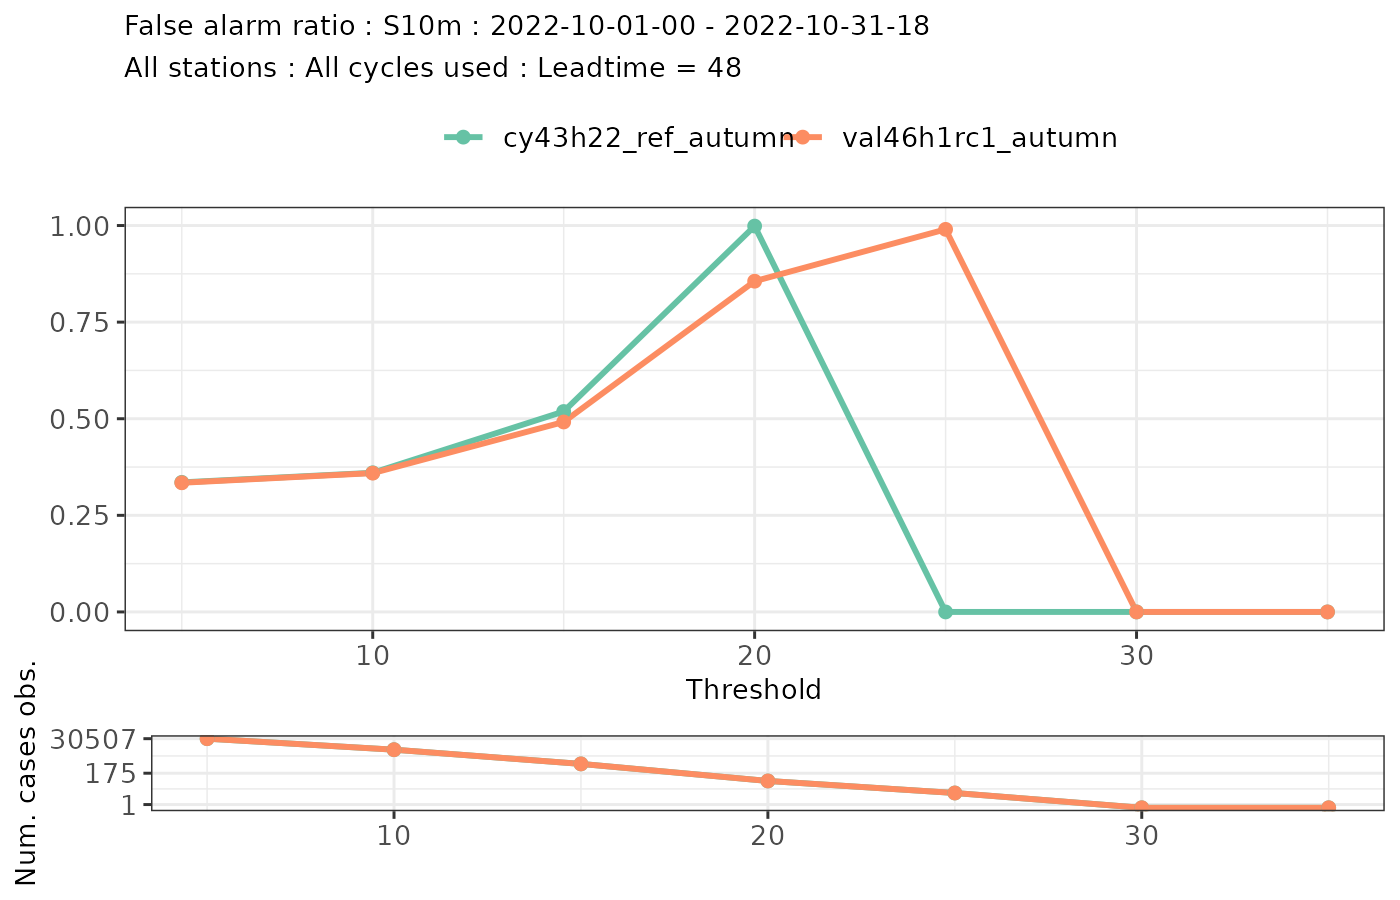 False alarm ratio : S10m : 2022-10-01-00 - 2022-10-31-18
All stations : All cycles used : Leadtime = 48
cy43h22_ref_autumn val46h1rc1_autumn
1.00
0.75
0.50
0.25
0.00
10 20 30
Threshold
Num. cases obs.
30507
175
1
10 20 30